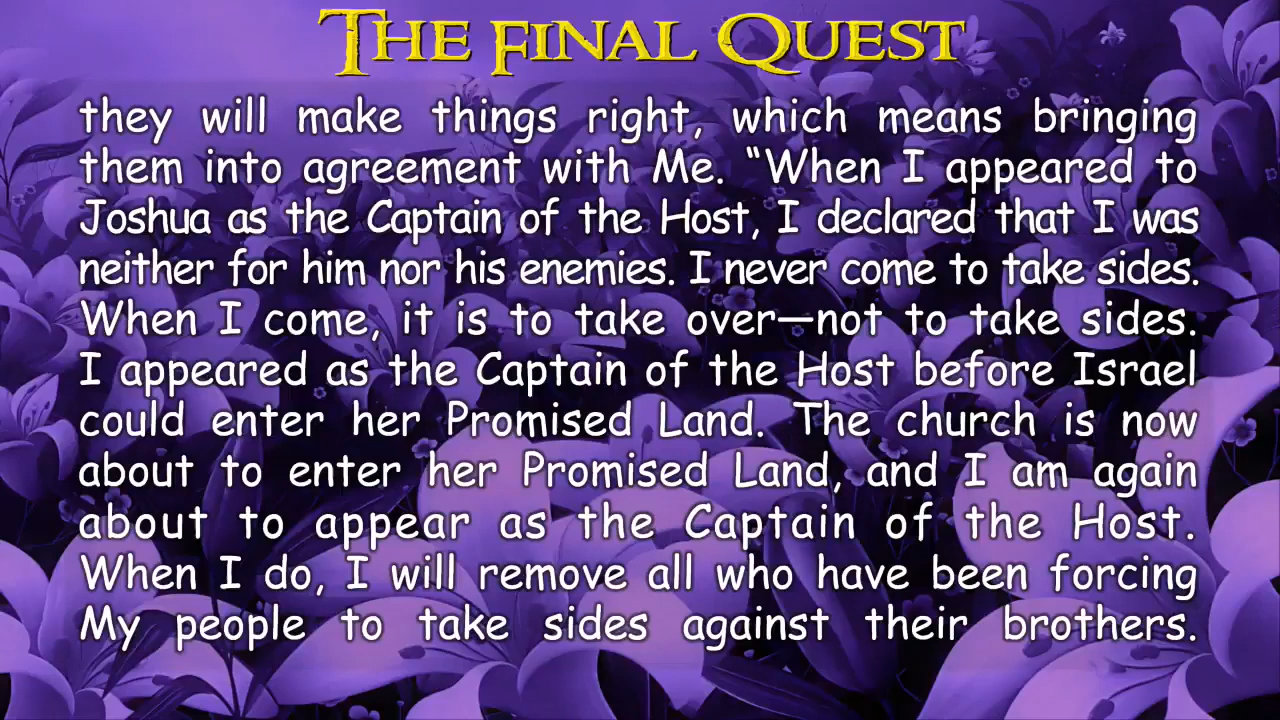 The Final Quest
they will make things right, which means bringing
them into agreement with Me. “When I appeared to
Joshua as the Captain of the Host, I declared that I was
neither for him nor his enemies. I never come to take sides.
When I come, it is to take over—not to take sides.
I appeared as the Captain of the Host before Israel
could enter her Promised Land. The church is now
about to enter her Promised Land, and I am again
about to appear as the Captain of the Host.
When I do, I will remove all who have been forcing
My people to take sides against their brothers.